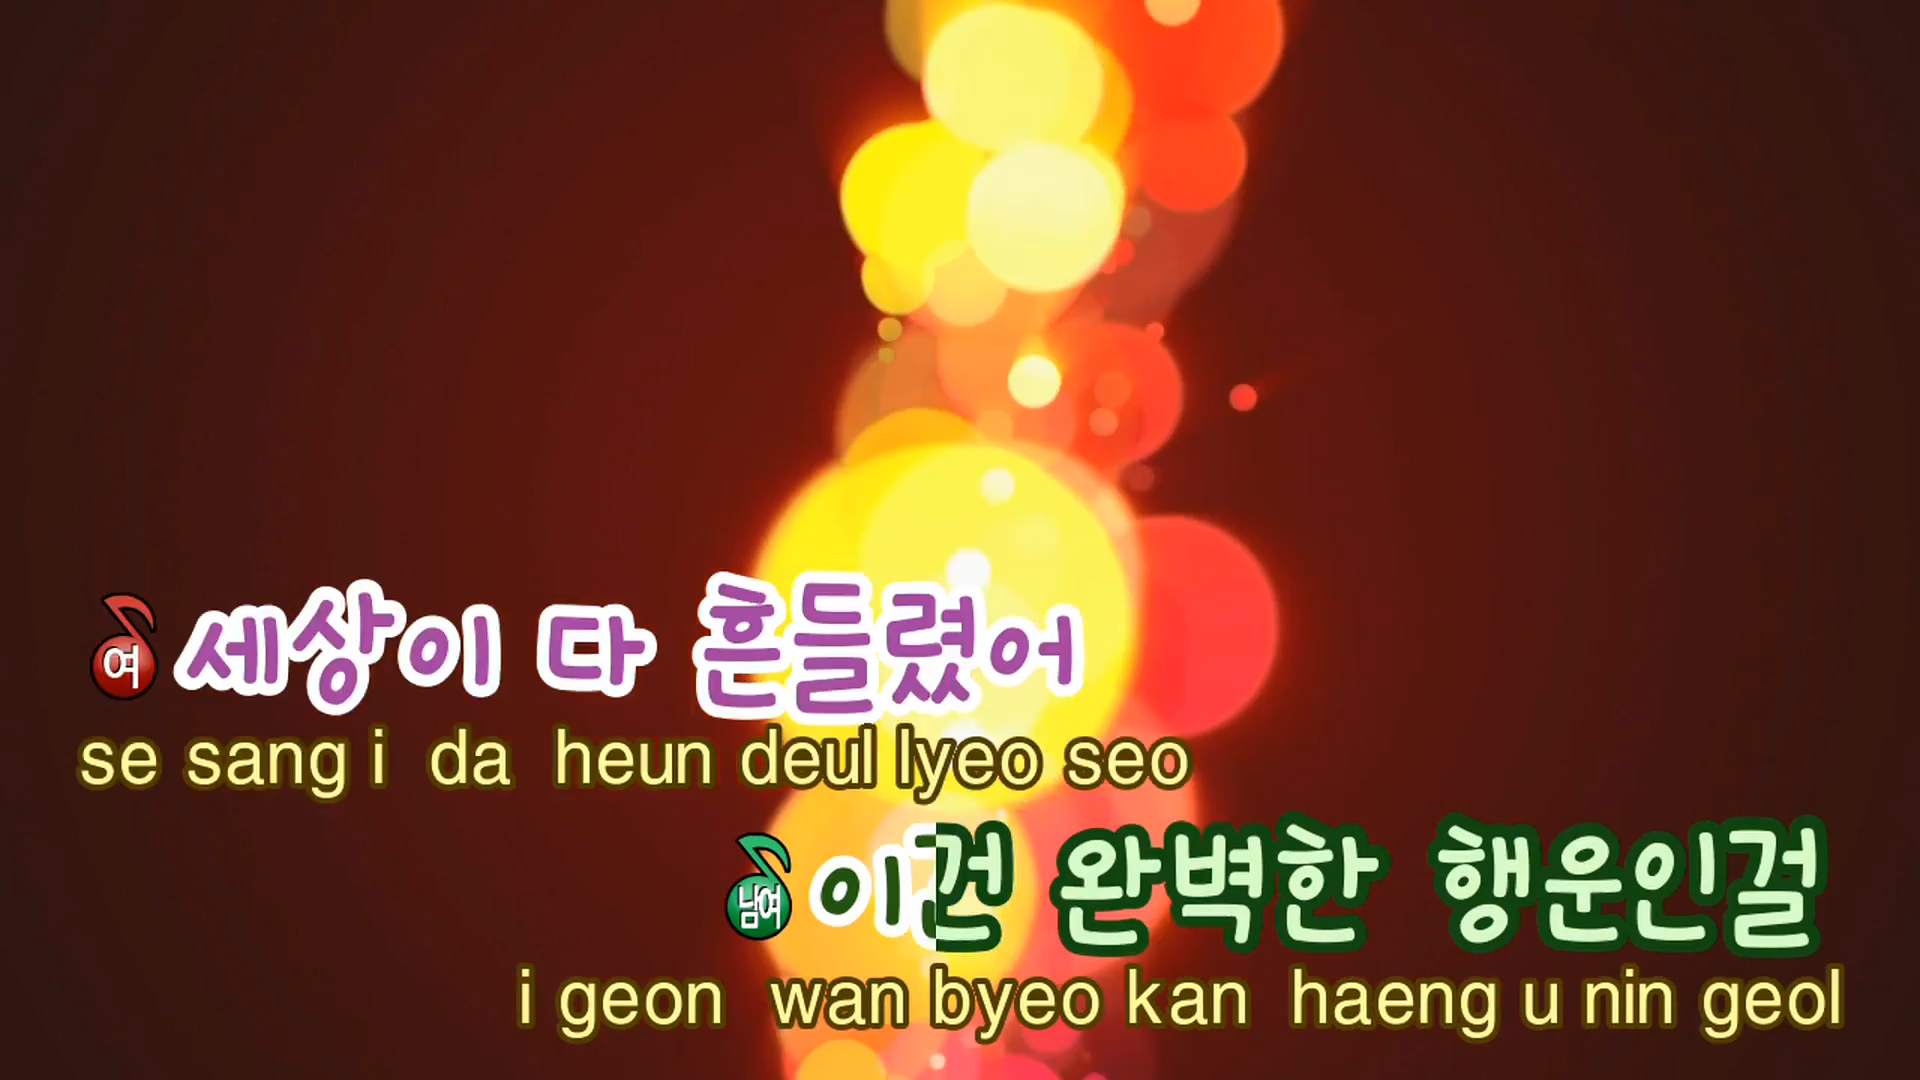 여 세상이 다 흔들렸어
se sang i da heun deul lyeo seo
남여 이건 완벽한 행운인걸
i geon wan byeo kan haeng u nin geol